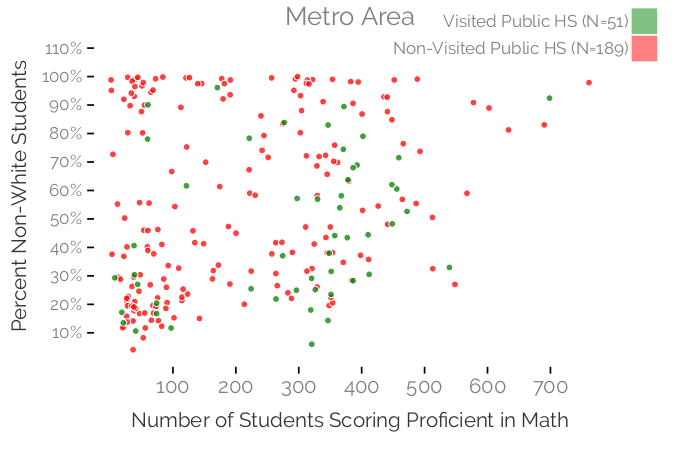 Metro Area
Visited Public HS (N=51)
Non-Visited Public HS (N=189)
Percent Non-White Students
110%
100%
90%
80%
70%
60%
50%
40%
30%
20%
10%
100 200 300 400 500 600 700
Number of Students Scoring Proficient in Math